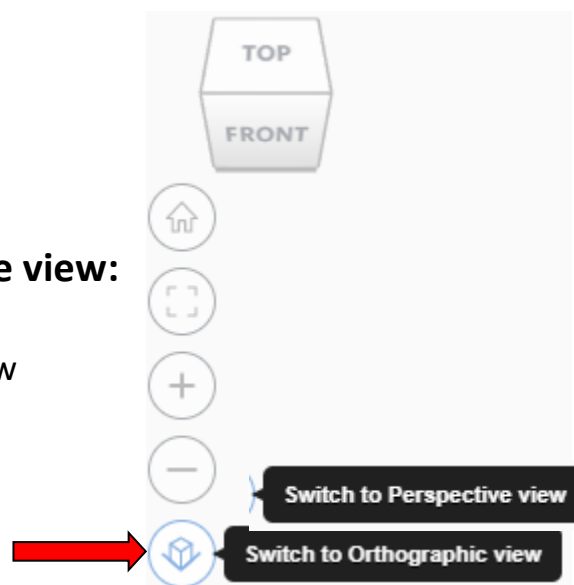 TOP
FRONT
e view:
w
Switch to Perspective view
Switch to Orthographic view